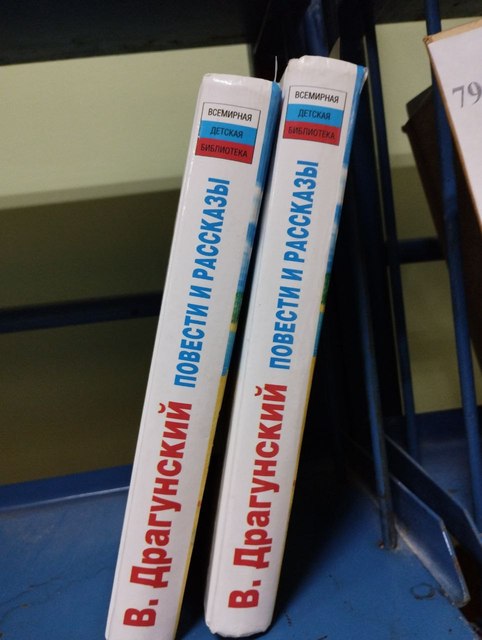 ВСЕМИРНАЯ
ДЕТСКАЯ
БИБЛИОТЕКА
В. Драгунский ПОВЕСТИ И РАССКАЗЫ
ВСЕМИРНАЯ
ДЕТСКАЯ
БИБЛИОТЕКА
В. Драгунский ПОВЕСТИ И РАССКАЗЫ
79